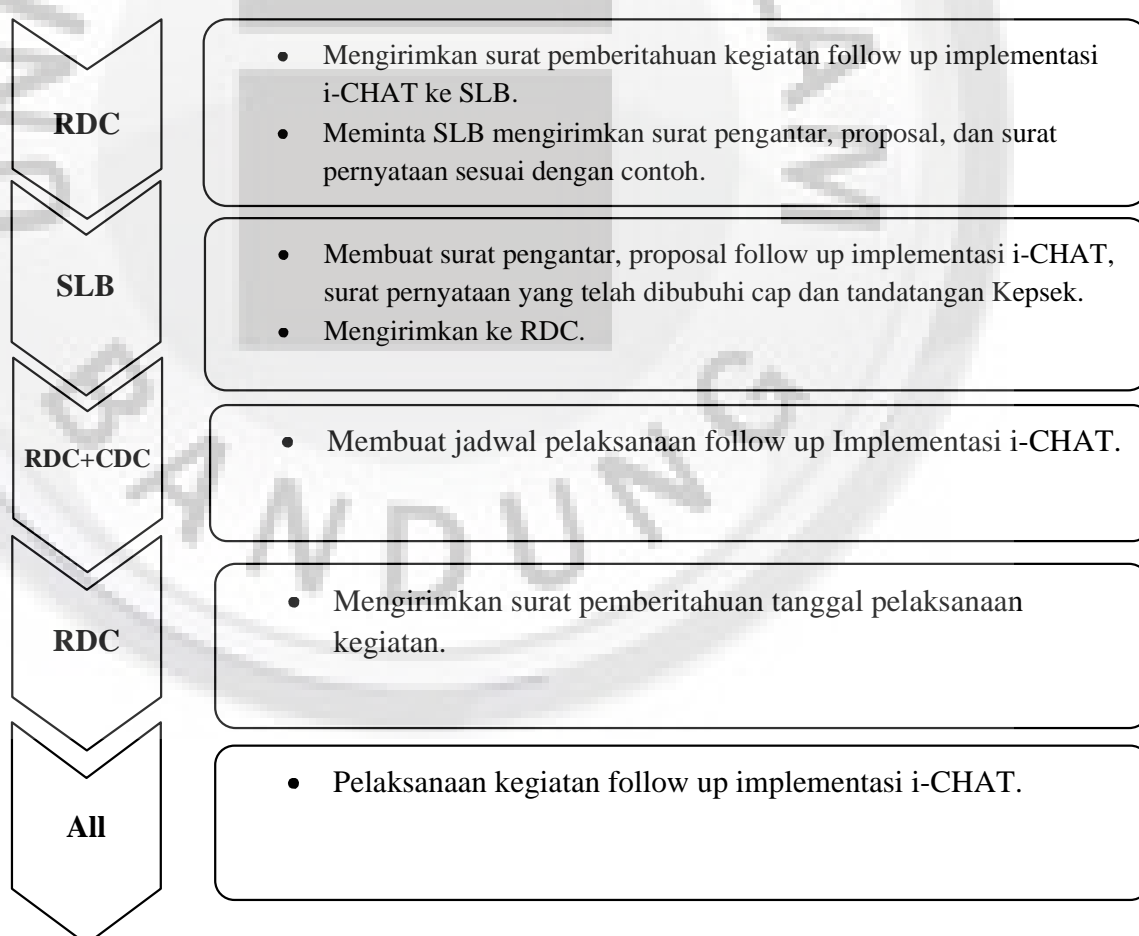 RDC
• Mengirimkan surat pemberitahuan kegiatan follow up implementasi
i-CHAT ke SLB.
• Meminta SLB mengirimkan surat pengantar, proposal, dan surat
pernyataan sesuai dengan contoh.
SLB
• Membuat surat pengantar, proposal follow up implementasi i-CHAT,
surat pernyataan yang telah dibubuhi cap dan tandatangan Kepsek.
• Mengirimkan ke RDC.
RDC+CDC
• Membuat jadwal pelaksanaan follow up Implementasi i-CHAT.
RDC
• Mengirimkan surat pemberitahuan tanggal pelaksanaan
kegiatan.
All
• Pelaksanaan kegiatan follow up implementasi i-CHAT.
BANDUNG